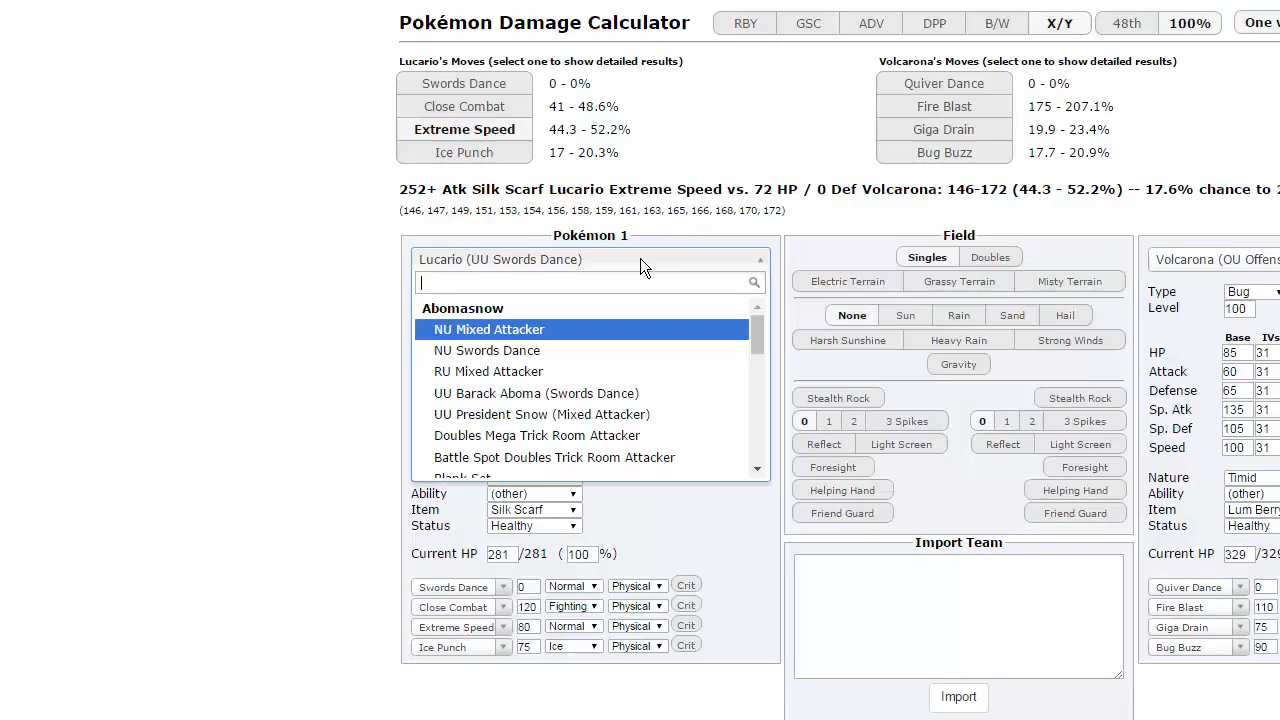 Pokémon Damage Calculator RBY GSC ADV DPP B/W X/Y 48th 100% One v
Lucario's Moves (select one to show detailed results) Volcarona's Moves (select one to show detailed results)
Swords Dance 0 - 0% Quiver Dance 0 - 0%
Close Combat 41 - 48.6% Fire Blast 175 - 207.1%
Extreme Speed 44.3 - 52.2% Giga Drain 19.9 - 23.4%
Ice Punch 17 - 20.3% Bug Buzz 17.7 - 20.9%
252+ Atk Silk Scarf Lucario Extreme Speed vs. 72 HP / 0 Def Volcarona: 146-172 (44.3 - 52.2%) -- 17.6% chance to 2
(146, 147, 149, 151, 153, 154, 156, 158, 159, 161, 163, 165, 166, 168, 170, 172)
Pokémon 1
Lucario (UU Swords Dance)
Abomasnow
NU Mixed Attacker
NU Swords Dance
RU Mixed Attacker
UU Barack Aboma (Swords Dance)
UU President Snow (Mixed Attacker)
Doubles Mega Trick Room Attacker
Battle Spot Doubles Trick Room Attacker
Blank Set
Ability (other)
Item Silk Scarf
Status Healthy
Current HP 281 /281 ( 100 %)
Swords Dance 0 Normal Physical Crit
Close Combat 120 Fighting Physical Crit
Extreme Speed 80 Normal Physical Crit
Ice Punch 75 Ice Physical Crit
Field
Singles Doubles
Electric Terrain Grassy Terrain Misty Terrain
None Sun Rain Sand Hail
Harsh Sunshine Heavy Rain Strong Winds
Gravity
Stealth Rock Stealth Rock
0 1 2 3 Spikes 0 1 2 3 Spikes
Reflect Light Screen Reflect Light Screen
Foresight Foresight
Helping Hand Helping Hand
Friend Guard Friend Guard
Import Team
Import
Volcarona (OU Offens
Type Bug
Level 100
Base IVs
HP 85 31
Attack 60 31
Defense 65 31
Sp. Atk 135 31
Sp. Def 105 31
Speed 100 31
Nature Timid
Ability (other)
Item Lum Berry
Status Healthy
Current HP 329 /329
Quiver Dance 0
Fire Blast 110
Giga Drain 75
Bug Buzz 90